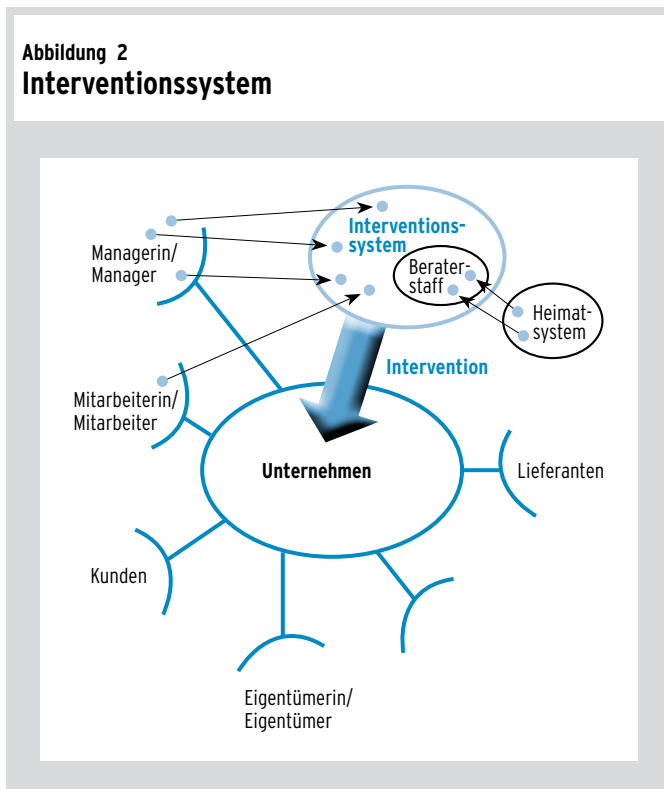 Abbildung 2
Interventionssystem
Interventions-
system
Managerin/
Manager
Berater-
staff
Heimat-
system
Intervention
Mitarbeiterin/
Mitarbeiter
Unternehmen
Lieferanten
Kunden
Eigentümerin/
Eigentümer